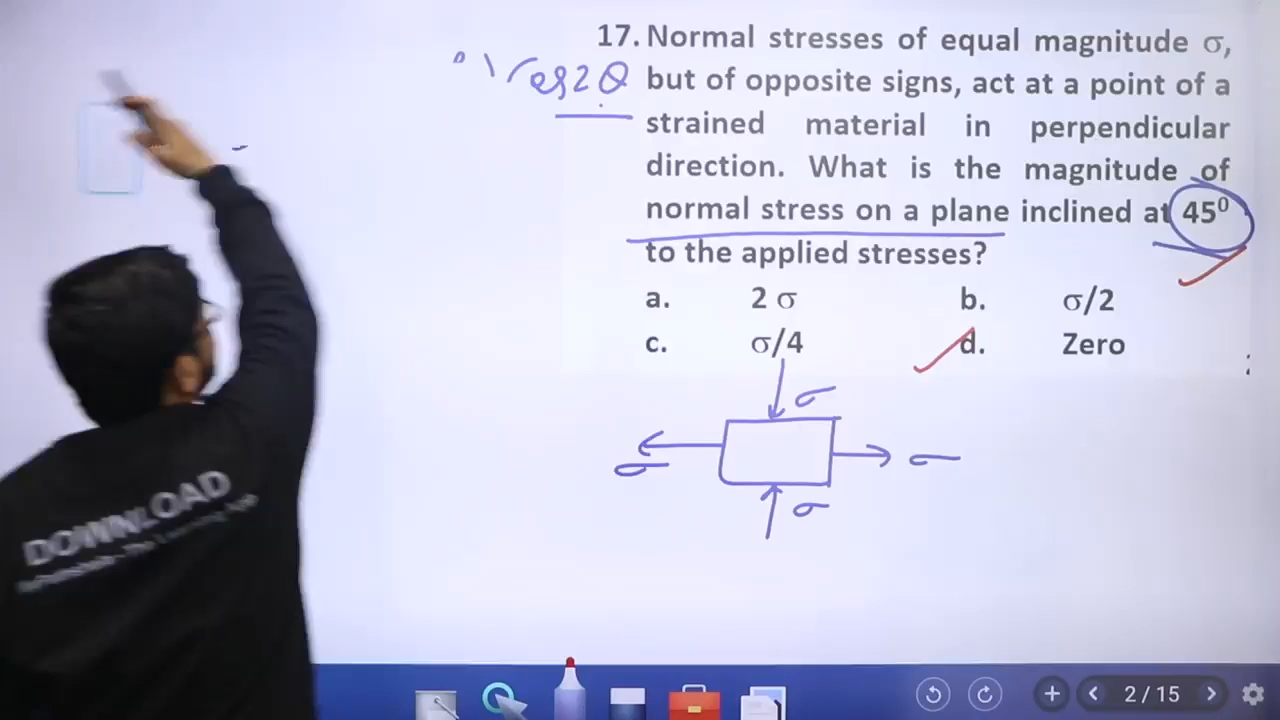 17. Normal stresses of equal magnitude σ,
but of opposite signs, act at a point of a
strained material in perpendicular
direction. What is the magnitude of
normal stress on a plane inclined at 45⁰
to the applied stresses?
a. 2 σ b. σ/2
c. σ/4 d. Zero
cos2θ
σ
σ σ
σ
DOWNLOAD
2 / 15